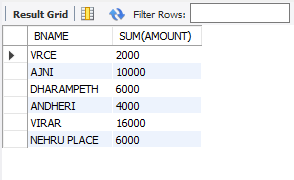 Result Grid Filter Rows:
BNAME SUM(AMOUNT)
VRCE 2000
AJNI 10000
DHARAMPETH 6000
ANDHERI 4000
VIRAR 16000
NEHRU PLACE 6000